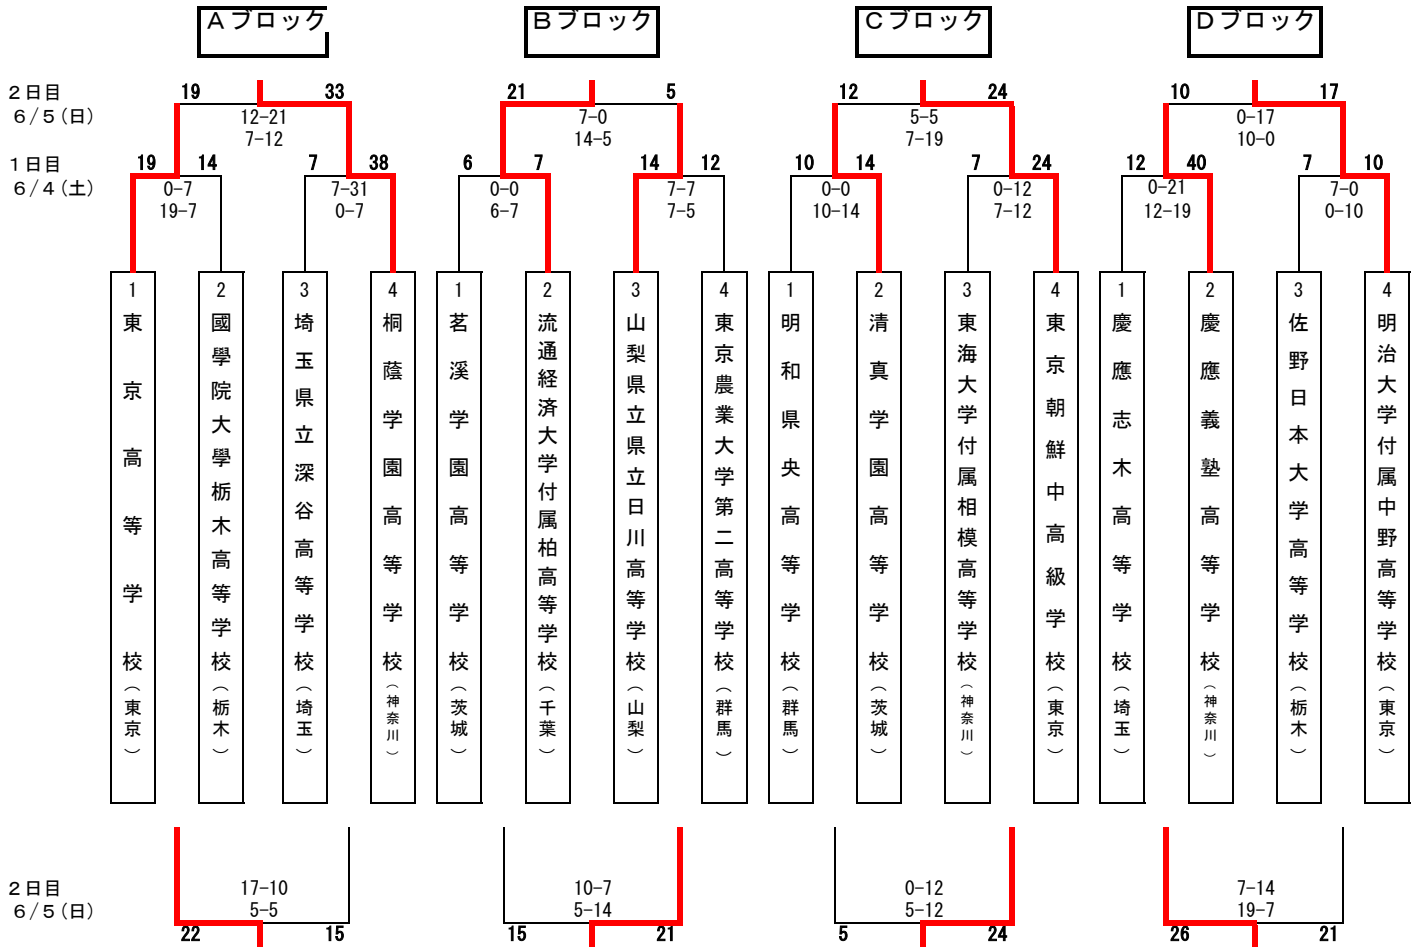 Ａブロック Ｂブロック Ｃブロック Ｄブロック
２日目 19 33 21 5 12 24 10 17
６/５(日) 12-21 7-0 5-5 0-17
7-12 14-5 7-19 10-0
１日目 19 14 7 38 6 7 14 12 10 14 7 24 12 40 7 10
６/４(土) 0-7 7-31 0-0 7-7 0-0 0-12 0-21 7-0
19-7 0-7 6-7 7-5 10-14 7-12 12-19 0-10
1 東京高等学校（東京）
2 國學院大學栃木高等学校（栃木）
3 埼玉県立深谷高等学校（埼玉）
4 桐蔭学園高等学校（神奈川）
1 茗溪学園高等学校（茨城）
2 流通経済大学付属柏高等学校（千葉）
3 山梨県立県立日川高等学校（山梨）
4 東京農業大学第二高等学校（群馬）
1 明和県央高等学校（群馬）
2 清真学園高等学校（茨城）
3 東海大学付属相模高等学校（神奈川）
4 東京朝鮮中高級学校（東京）
1 慶應志木高等学校（埼玉）
2 慶應義塾高等学校（神奈川）
3 佐野日本大学高等学校（栃木）
4 明治大学付属中野高等学校（東京）
２日目 17-10 10-7 0-12 7-14
６/５(日) 5-5 5-14 5-12 19-7
22 15 15 21 5 24 26 21